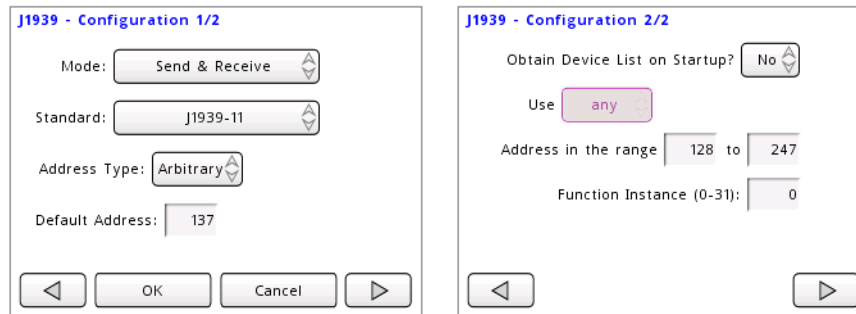 J1939 - Configuration 1/2
Mode: Send & Receive
Standard: J1939-11
Address Type: Arbitrary
Default Address: 137
OK Cancel
J1939 - Configuration 2/2
Obtain Device List on Startup? No
Use any
Address in the range 128 to 247
Function Instance (0-31): 0